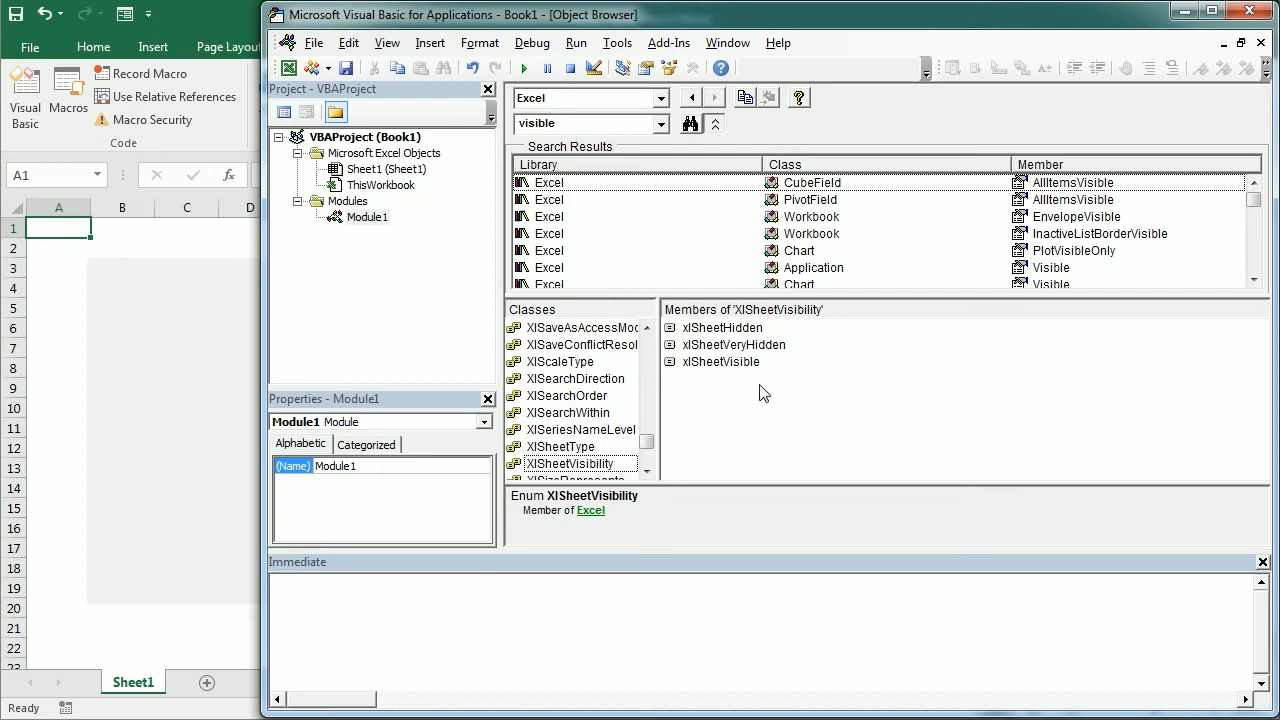 Microsoft Visual Basic for Applications - Book1 - [Object Browser]
File Home Insert Page Layou
File Edit View Insert Format Debug Run Tools Add-Ins Window Help
Visual Basic
Macros
Record Macro
Use Relative References
Macro Security
Code
A1
fx
A B C D
1
2
3
4
5
6
7
8
9
10
11
12
13
14
15
16
17
18
19
20
21
22
23
Sheet1
Ready
Project - VBAProject
VBAProject (Book1)
Microsoft Excel Objects
Sheet1 (Sheet1)
ThisWorkbook
Modules
Module1
Properties - Module1
Module1 Module
Alphabetic Categorized
(Name) Module1
Excel
visible
Search Results
Library Class Member
Excel CubeField AllItemsVisible
Excel PivotField AllItemsVisible
Excel Workbook EnvelopeVisible
Excel Workbook InactiveListBorderVisible
Excel Chart PlotVisibleOnly
Excel Application Visible
Excel Chart Visible
Classes
XlSaveAsAccessMoc
XlSaveConflictResol
XlScaleType
XlSearchDirection
XlSearchOrder
XlSearchWithin
XlSeriesNameLevel
XlSheetType
XlSheetVisibility
XlSizeRepresents
Members of 'XlSheetVisibility'
xlSheetHidden
xlSheetVeryHidden
xlSheetVisible
Enum XlSheetVisibility
Member of Excel
Immediate